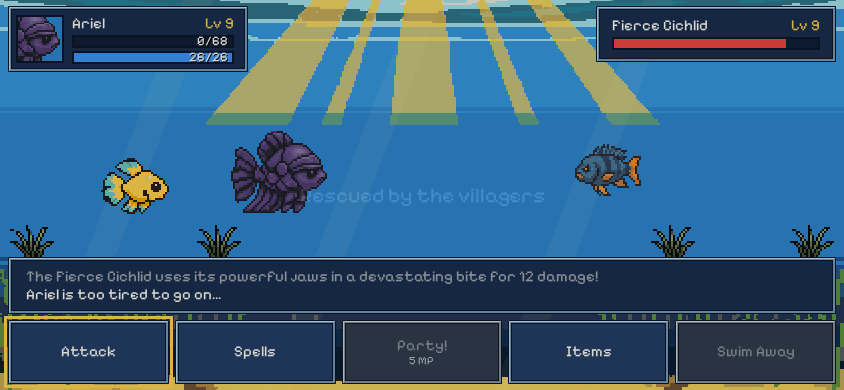 Ariel
Lv 9
0/68
26/26
Fierce Cichlid
Lv 9
rescued by the villagers
The Fierce Cichlid uses its powerful jaws in a devastating bite for 12 damage!
Ariel is too tired to go on...
Attack
Spells
Party!
5 MP
Items
Swim Away